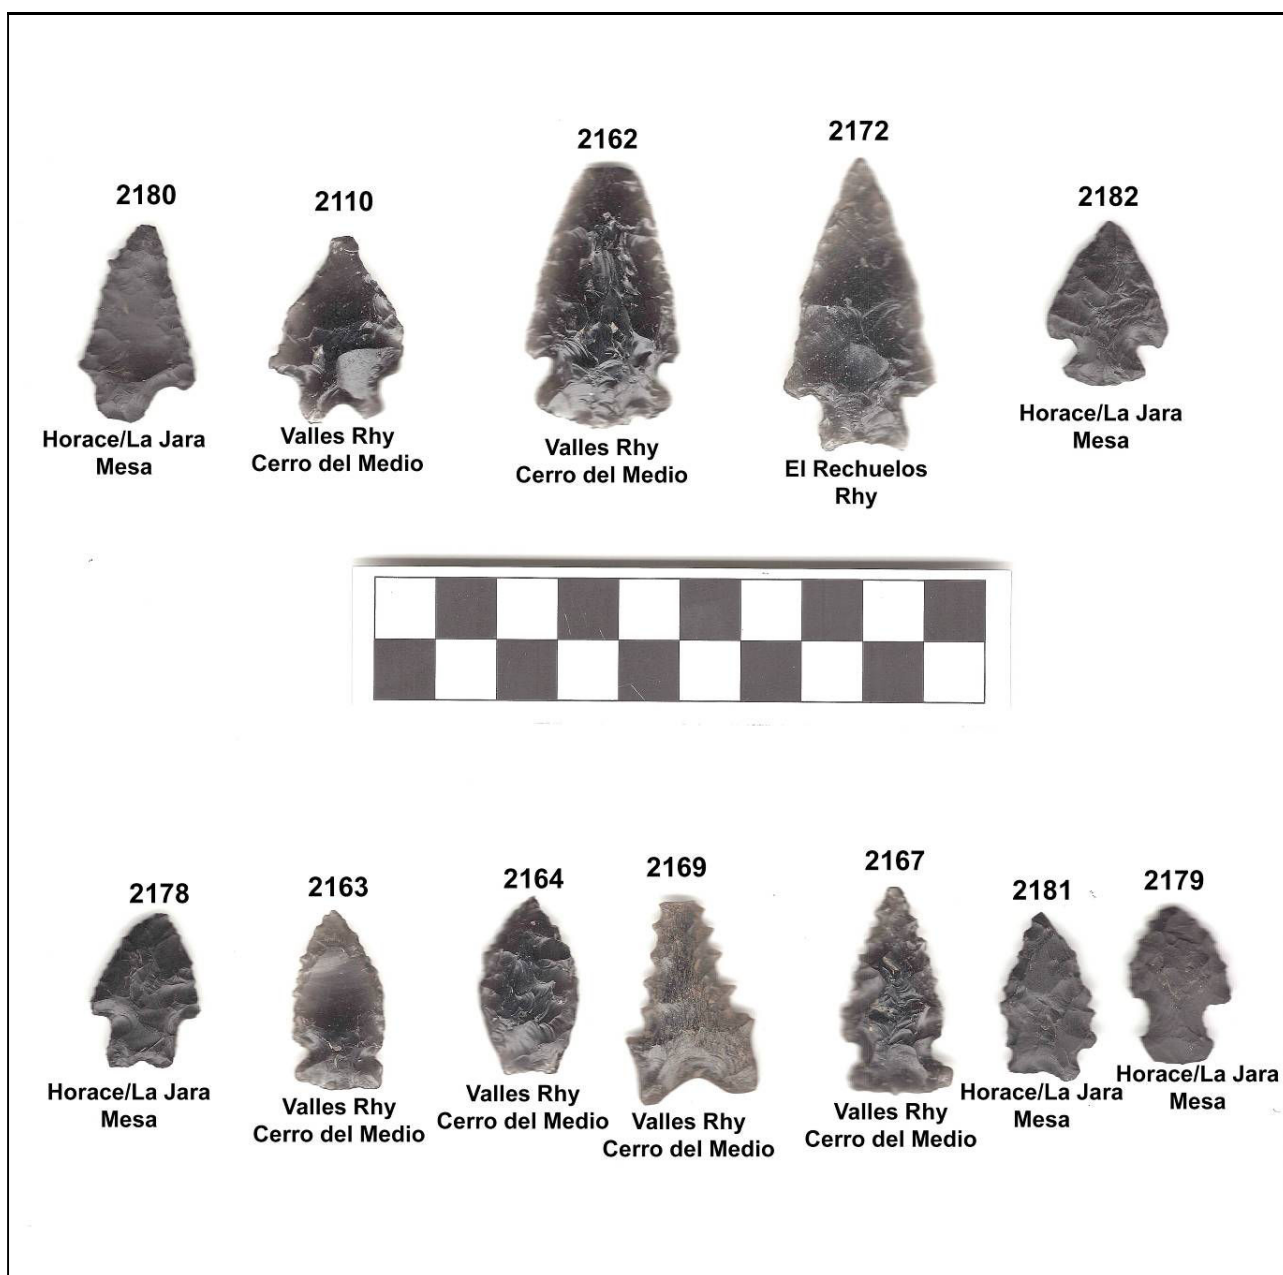 2180
Horace/La Jara
Mesa
2110
Valles Rhy
Cerro del Medio
2162
Valles Rhy
Cerro del Medio
2172
El Rechuelos
Rhy
2182
Horace/La Jara
Mesa
2178
Horace/La Jara
Mesa
2163
Valles Rhy
Cerro del Medio
2164
Valles Rhy
Cerro del Medio
2169
Valles Rhy
Cerro del Medio
2167
Valles Rhy
Cerro del Medio
2181
Horace/La Jara
Mesa
2179
Horace/La Jara
Mesa